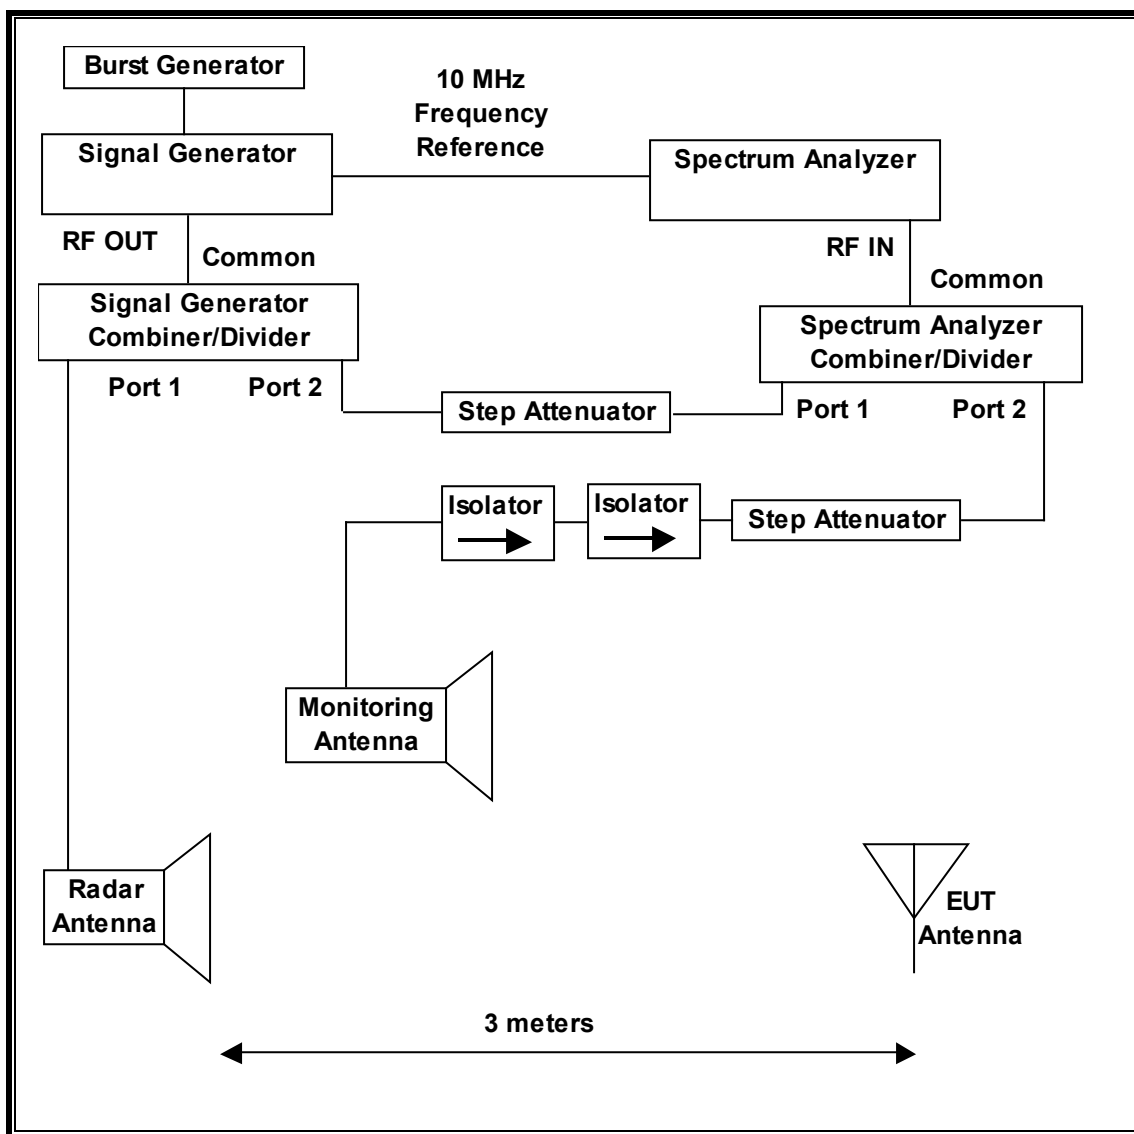 Burst Generator
10 MHz
Frequency
Reference
Signal Generator
Spectrum Analyzer
RF OUT
Common
RF IN
Common
Signal Generator
Combiner/Divider
Spectrum Analyzer
Combiner/Divider
Port 1
Port 2
Step Attenuator
Port 1
Port 2
Isolator
Isolator
Step Attenuator
Monitoring
Antenna
Radar
Antenna
EUT
Antenna
3 meters